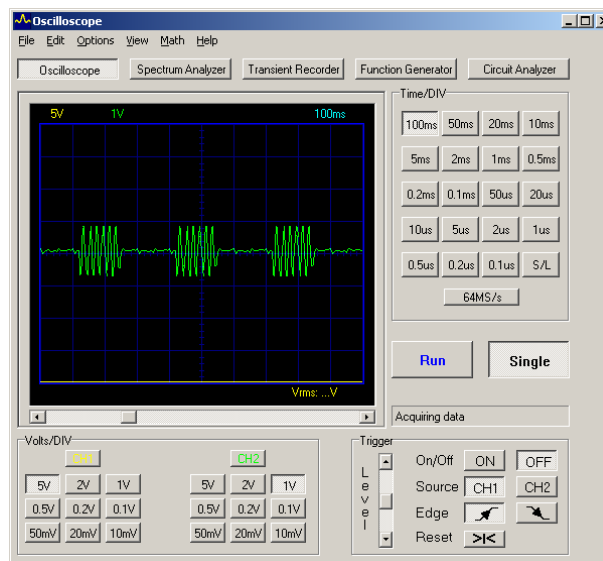 Oscilloscope
File Edit Options View Math Help
Oscilloscope Spectrum Analyzer Transient Recorder Function Generator Circuit Analyzer
5V 1V 100ms
Vrms: ...V
Time/DIV
100ms 50ms 20ms 10ms
5ms 2ms 1ms 0.5ms
0.2ms 0.1ms 50us 20us
10us 5us 2us 1us
0.5us 0.2us 0.1us S/L
64MS/s
Run Single
Acquiring data
Volts/DIV
CH1 CH2
5V 2V 1V 5V 2V 1V
0.5V 0.2V 0.1V 0.5V 0.2V 0.1V
50mV 20mV 10mV 50mV 20mV 10mV
Trigger
Level
On/Off ON OFF
Source CH1 CH2
Edge
Reset >|<